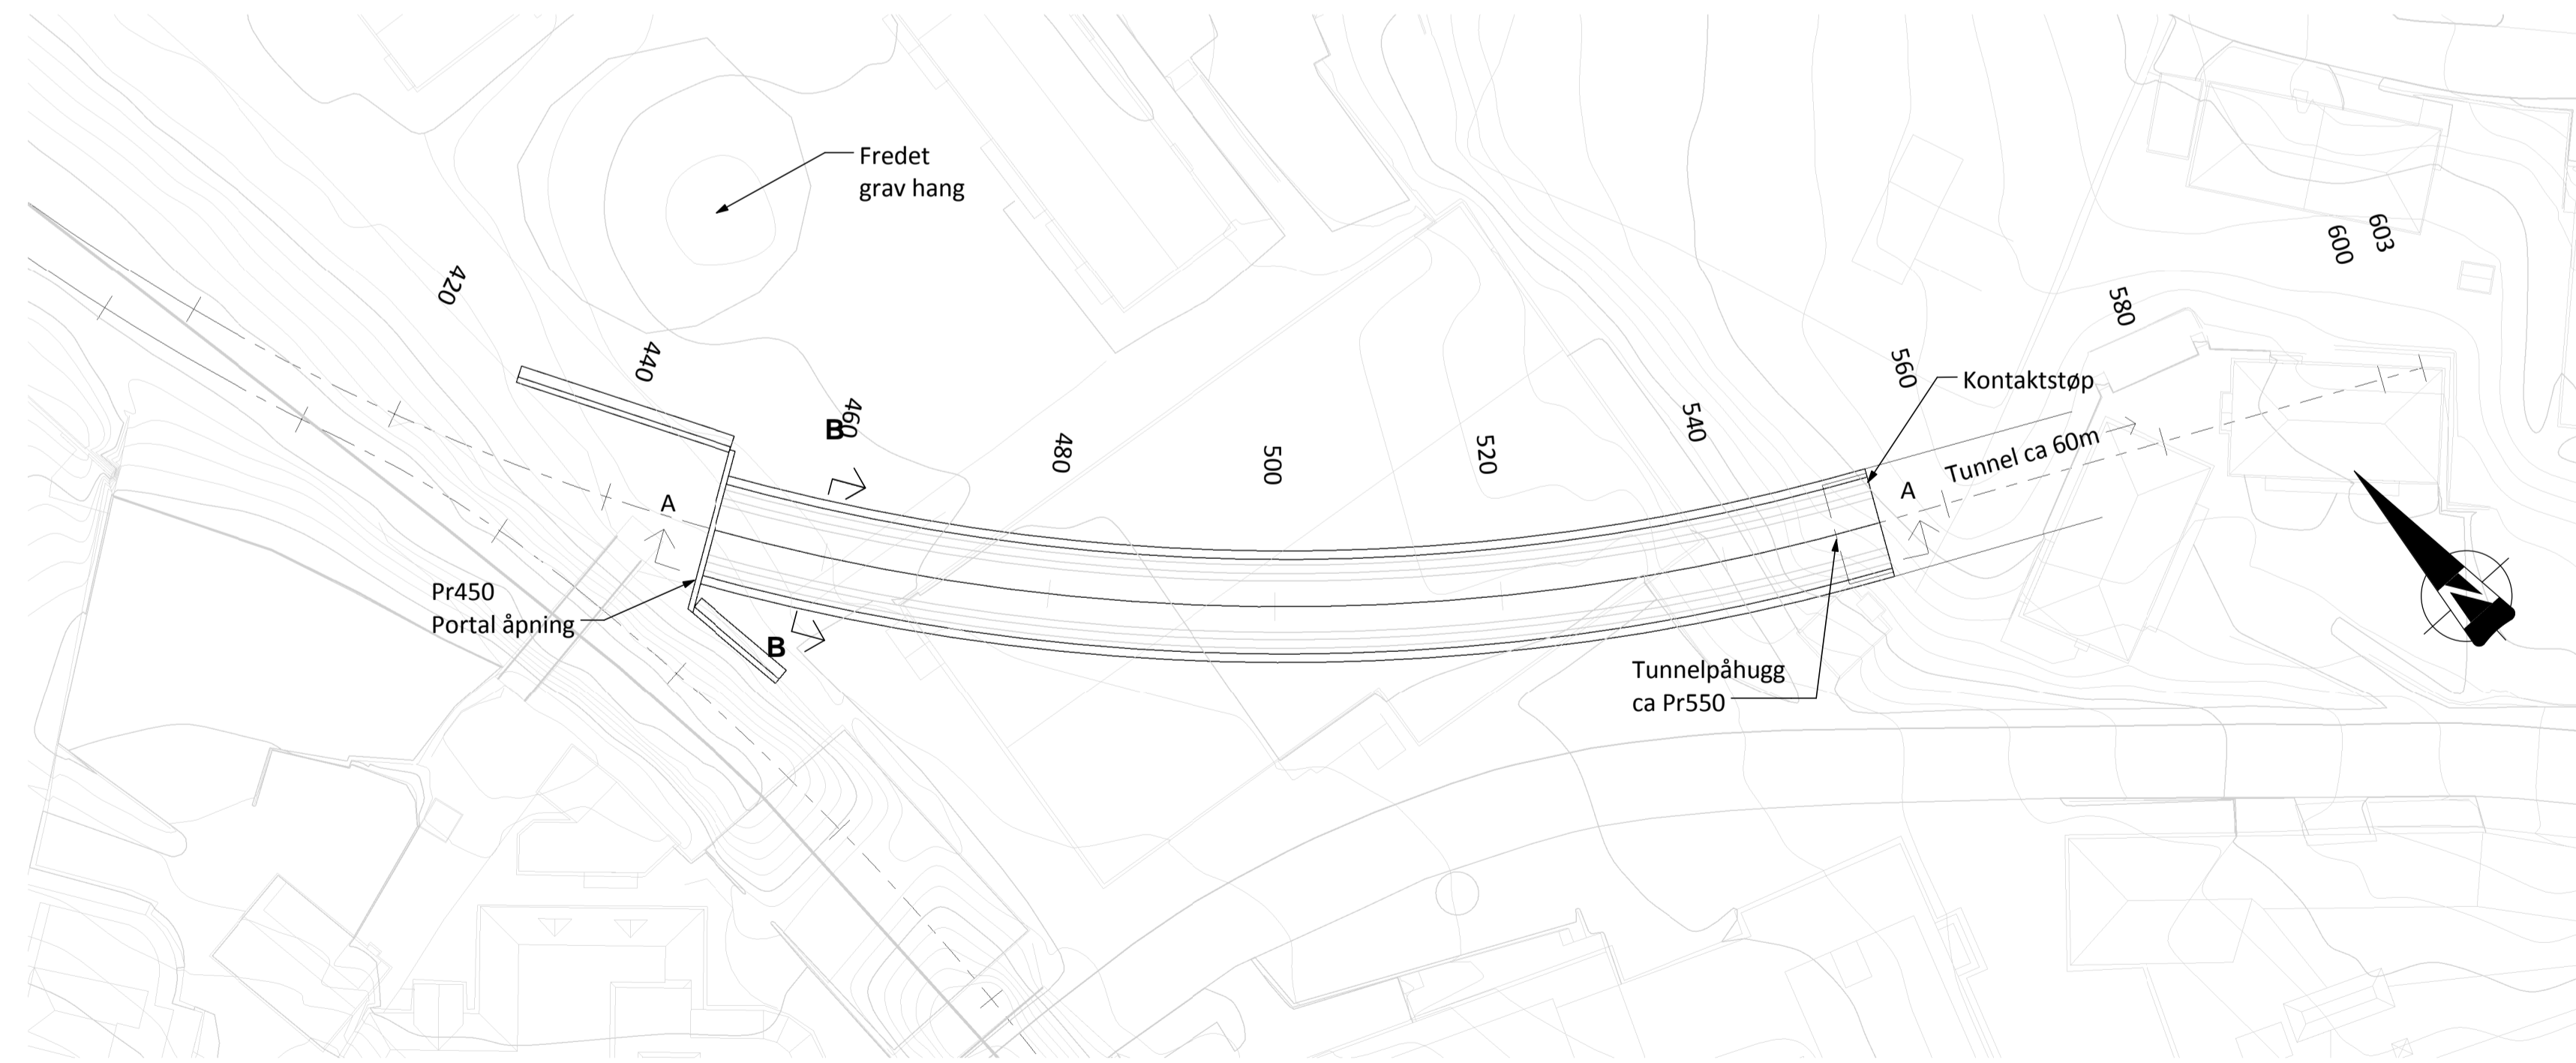 Fredet
grav hang
603
600
420
580
440
560
Kontaktstøp
460
B
540
480
520
500
Tunnel ca 60m
A
A
Pr450
Portal åpning
B
Tunnelpåhugg
ca Pr550
N